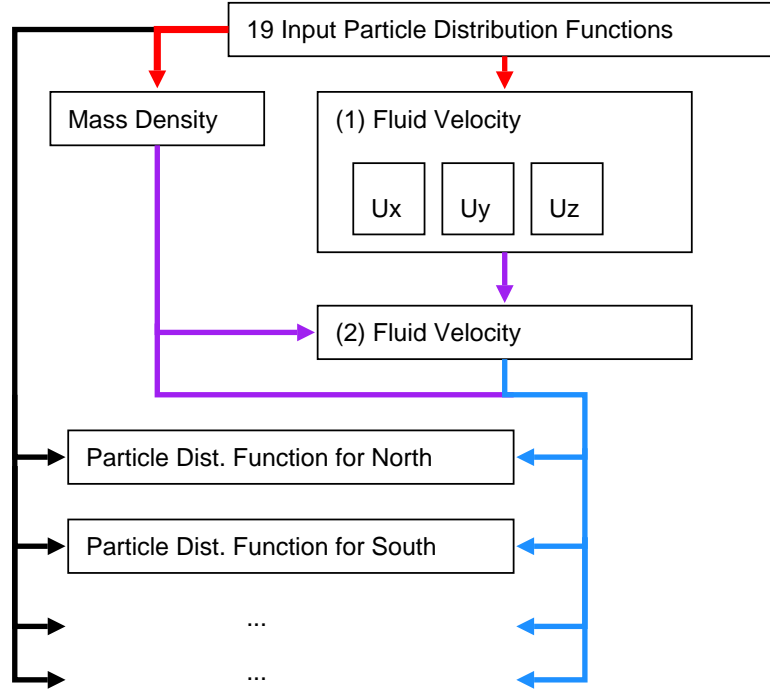 19 Input Particle Distribution Functions
Mass Density
(1) Fluid Velocity
Ux Uy Uz
(2) Fluid Velocity
Particle Dist. Function for North
Particle Dist. Function for South
...
...